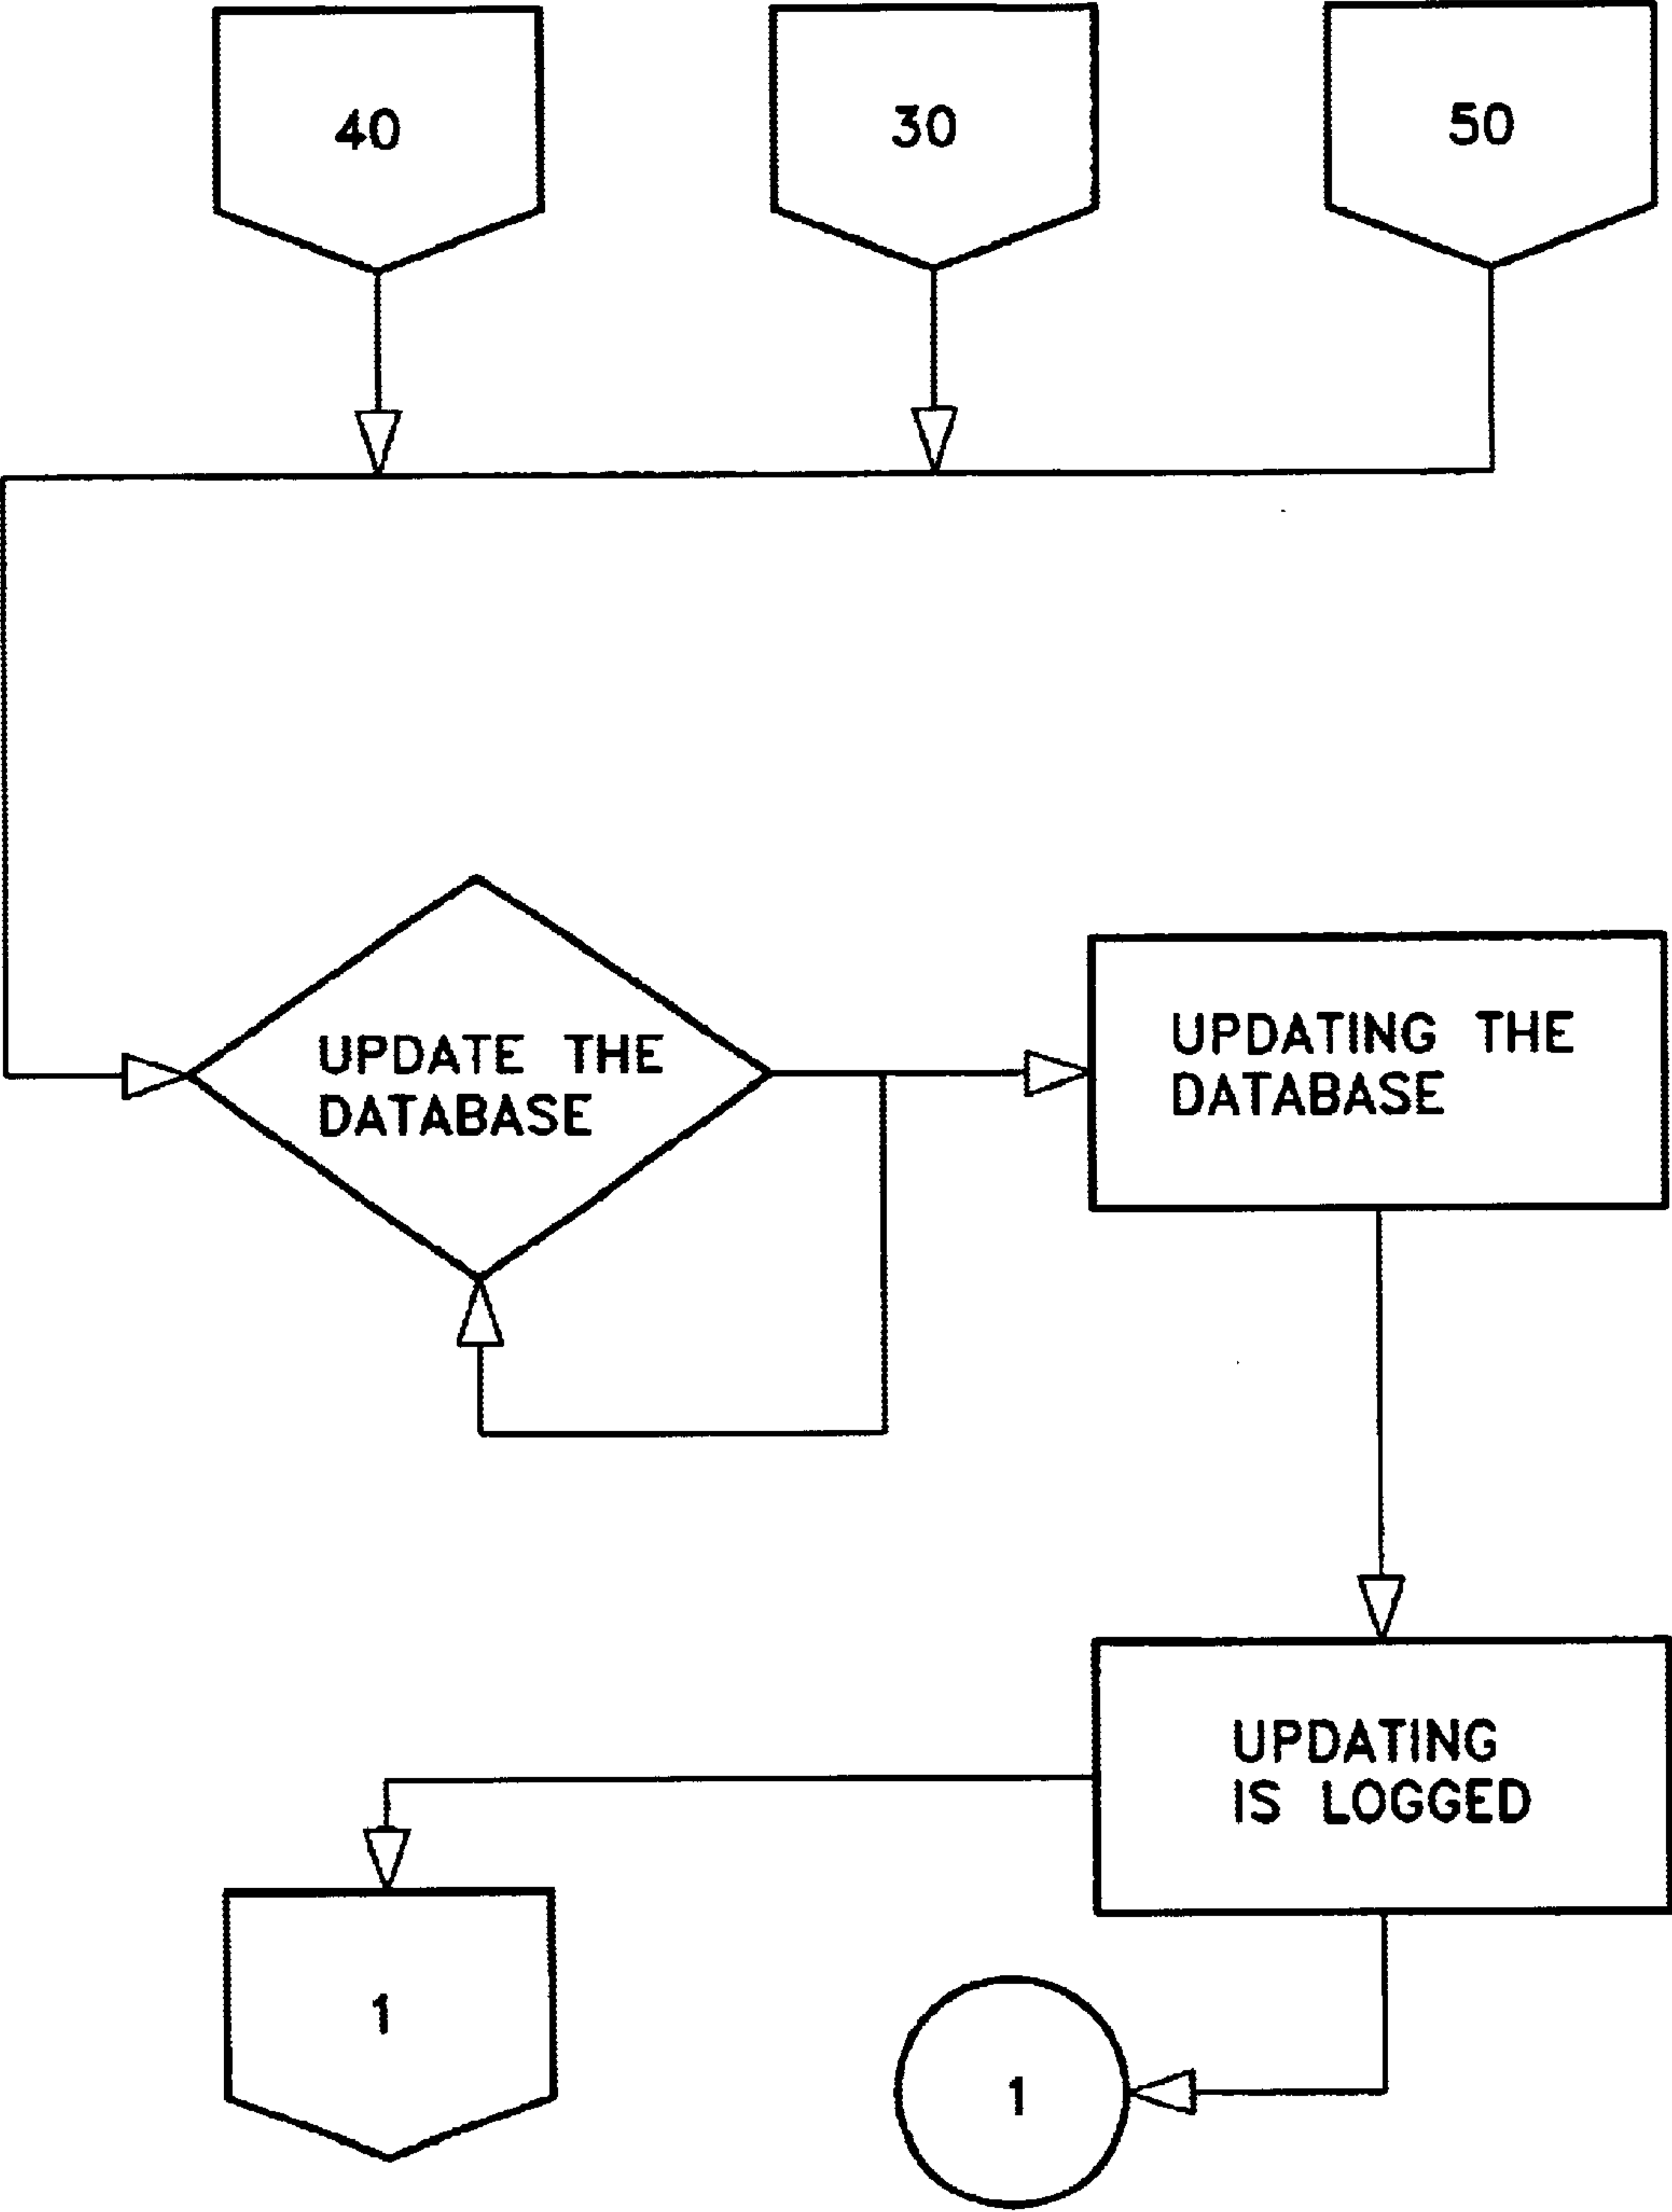 40
30
50
UPDATE THE
DATABASE
UPDATING THE
DATABASE
UPDATING
IS LOGGED
1
1